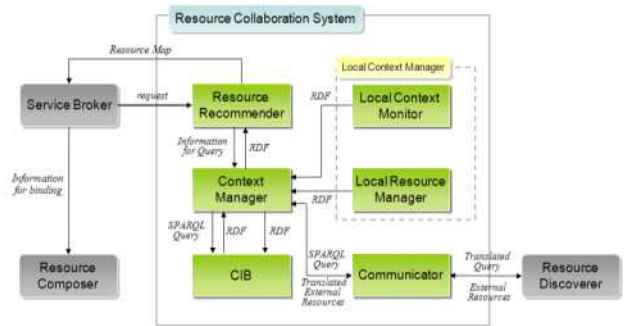 Resource Collaboration System
Resource Map
Local Context Manager
Service Broker
request
Resource
Recommender
RDF
Local Context
Monitor
Information
for Query
RDF
Information
for binding
Context
Manager
RDF
Local Resource
Manager
SPARQL
Query
RDF
RDF
SPARQL
Query
Translated
External
Resources
Resource
Composer
CIB
Communicator
Translated
Query
External
Resources
Resource
Discoverer